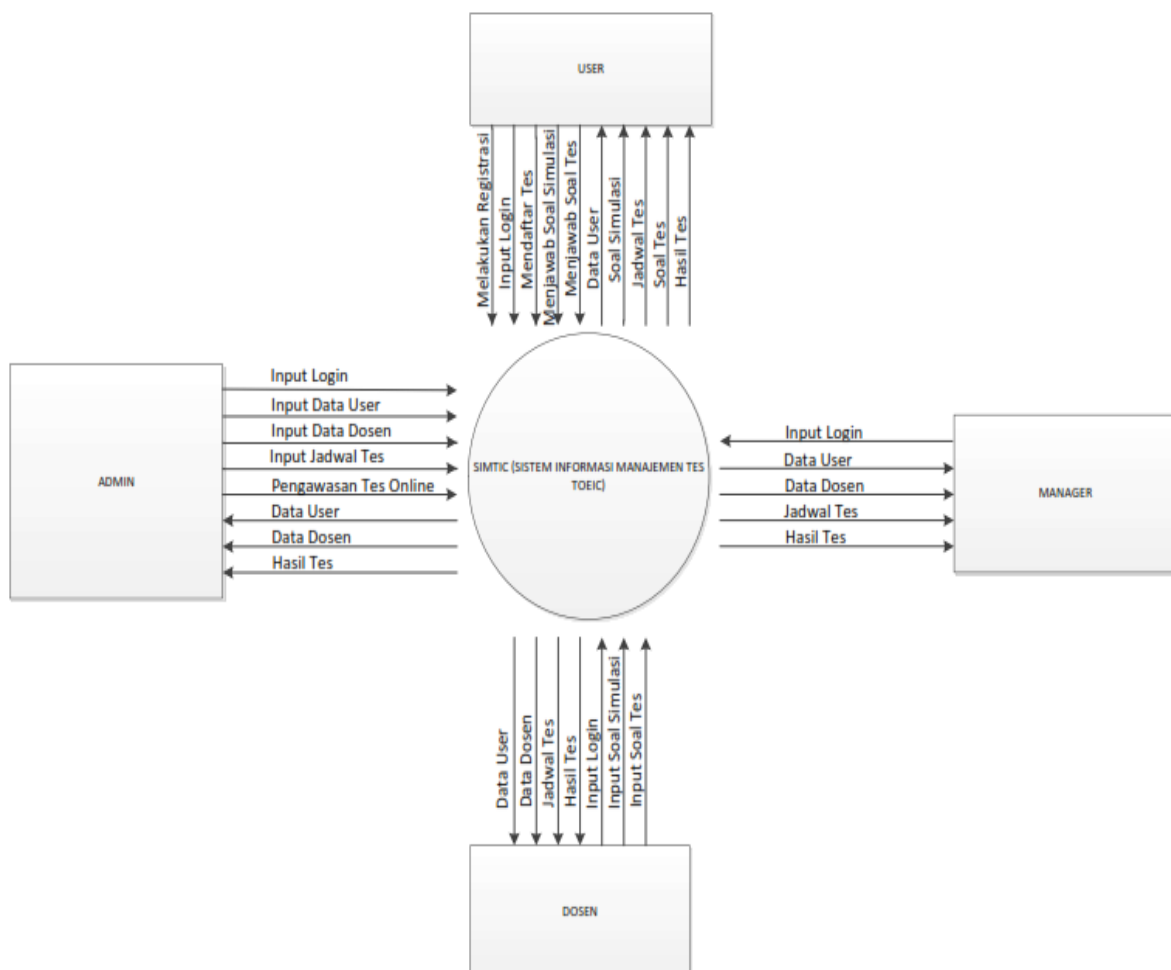 USER
Melakukan Registrasi
Input Login
Mendaftar Tes
Menjawab Soal Simulasi
Menjawab Soal Tes
Data User
Soal Simulasi
Jadwal Tes
Soal Tes
Hasil Tes
ADMIN
Input Login
Input Data User
Input Data Dosen
Input Jadwal Tes
Pengawasan Tes Online
Data User
Data Dosen
Hasil Tes
SIMTIC (SISTEM INFORMASI MANAJEMEN TES
TOEIC)
Input Login
Data User
Data Dosen
Jadwal Tes
Hasil Tes
MANAGER
Data User
Data Dosen
Jadwal Tes
Hasil Tes
Input Login
Input Soal Simulasi
Input Soal Tes
DOSEN